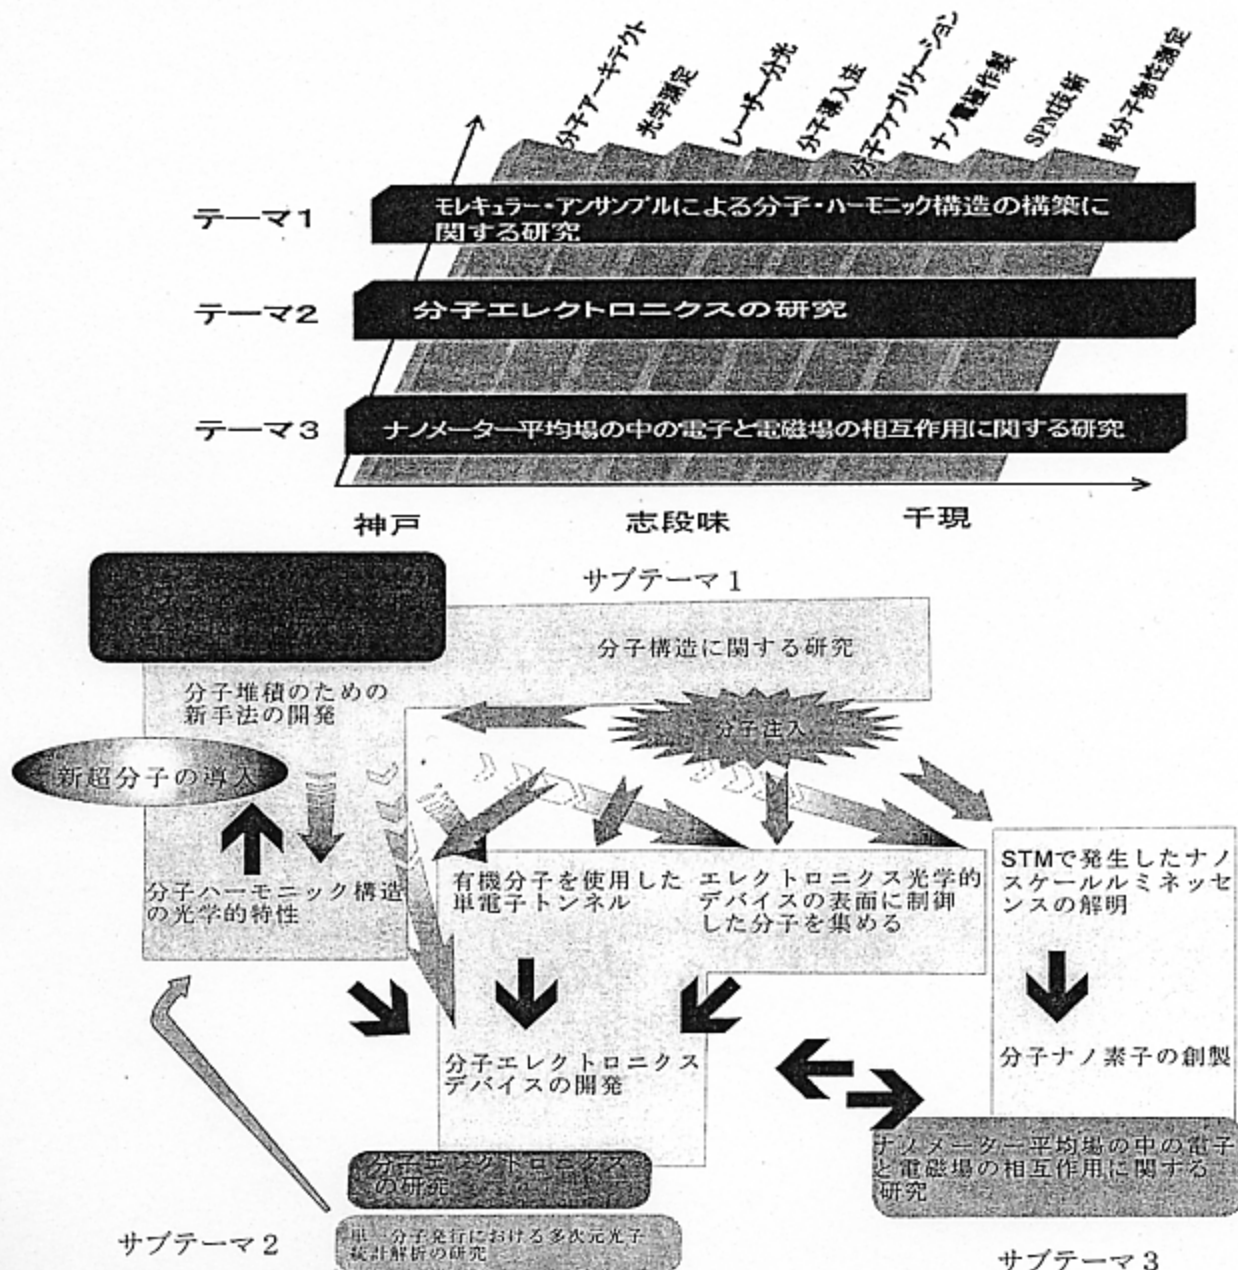 分子アーキテクト
光学測定
レーザー分光
分子導入法
分子ファブリケーション
ナノ電極作製
SPM技術
単分子物性測定
テーマ1
モレキュラー・アンサンブルによる分子・ハーモニック構造の構築に
関する研究
テーマ2
分子エレクトロニクスの研究
テーマ3
ナノメーター平均場の中の電子と電磁場の相互作用に関する研究
神戸
志段味
千現
サブテーマ1
分子構造に関する研究
分子堆積のための
新手法の開発
分子注入
新超分子の導入
分子ハーモニック構造
の光学的特性
有機分子を使用した
単電子トンネル
エレクトロニクス光学的
デバイスの表面に制御
した分子を集める
STMで発生したナノ
スケールルミネッセ
ンスの解明
分子エレクトロニクス
デバイスの開発
分子ナノ素子の創製
分子エレクトロニクス
の研究
ナノメーター平均場の中の電子
と電磁場の相互作用に関する
研究
単一分子発行における多次元光子
統計解析の研究
サブテーマ2
サブテーマ3